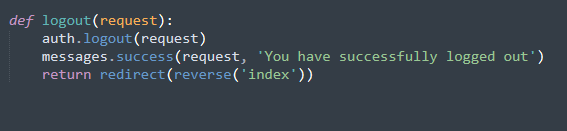 def logout(request):
    auth.logout(request)
    messages.success(request, 'You have successfully logged out')
    return redirect(reverse('index'))